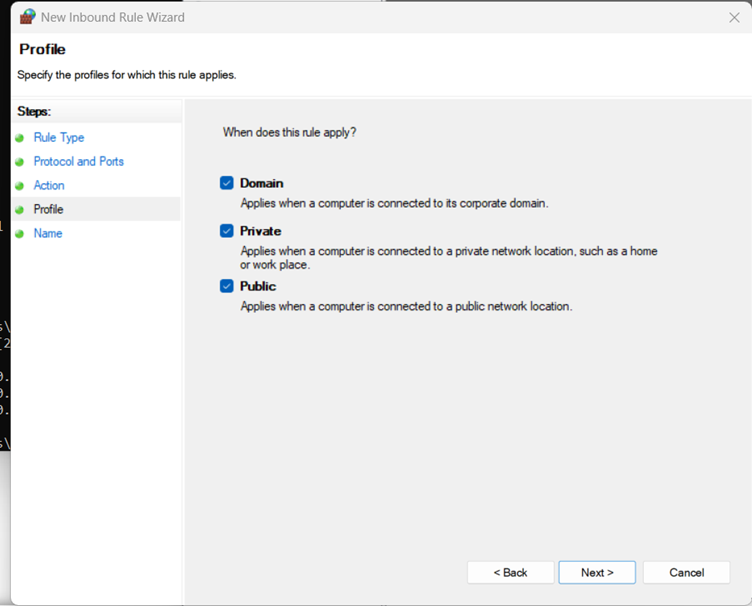 New Inbound Rule Wizard
Profile
Specify the profiles for which this rule applies.
Steps:
Rule Type
Protocol and Ports
Action
Profile
Name
When does this rule apply?
Domain
Applies when a computer is connected to its corporate domain.
Private
Applies when a computer is connected to a private network location, such as a home
or work place.
Public
Applies when a computer is connected to a public network location.
< Back
Next >
Cancel